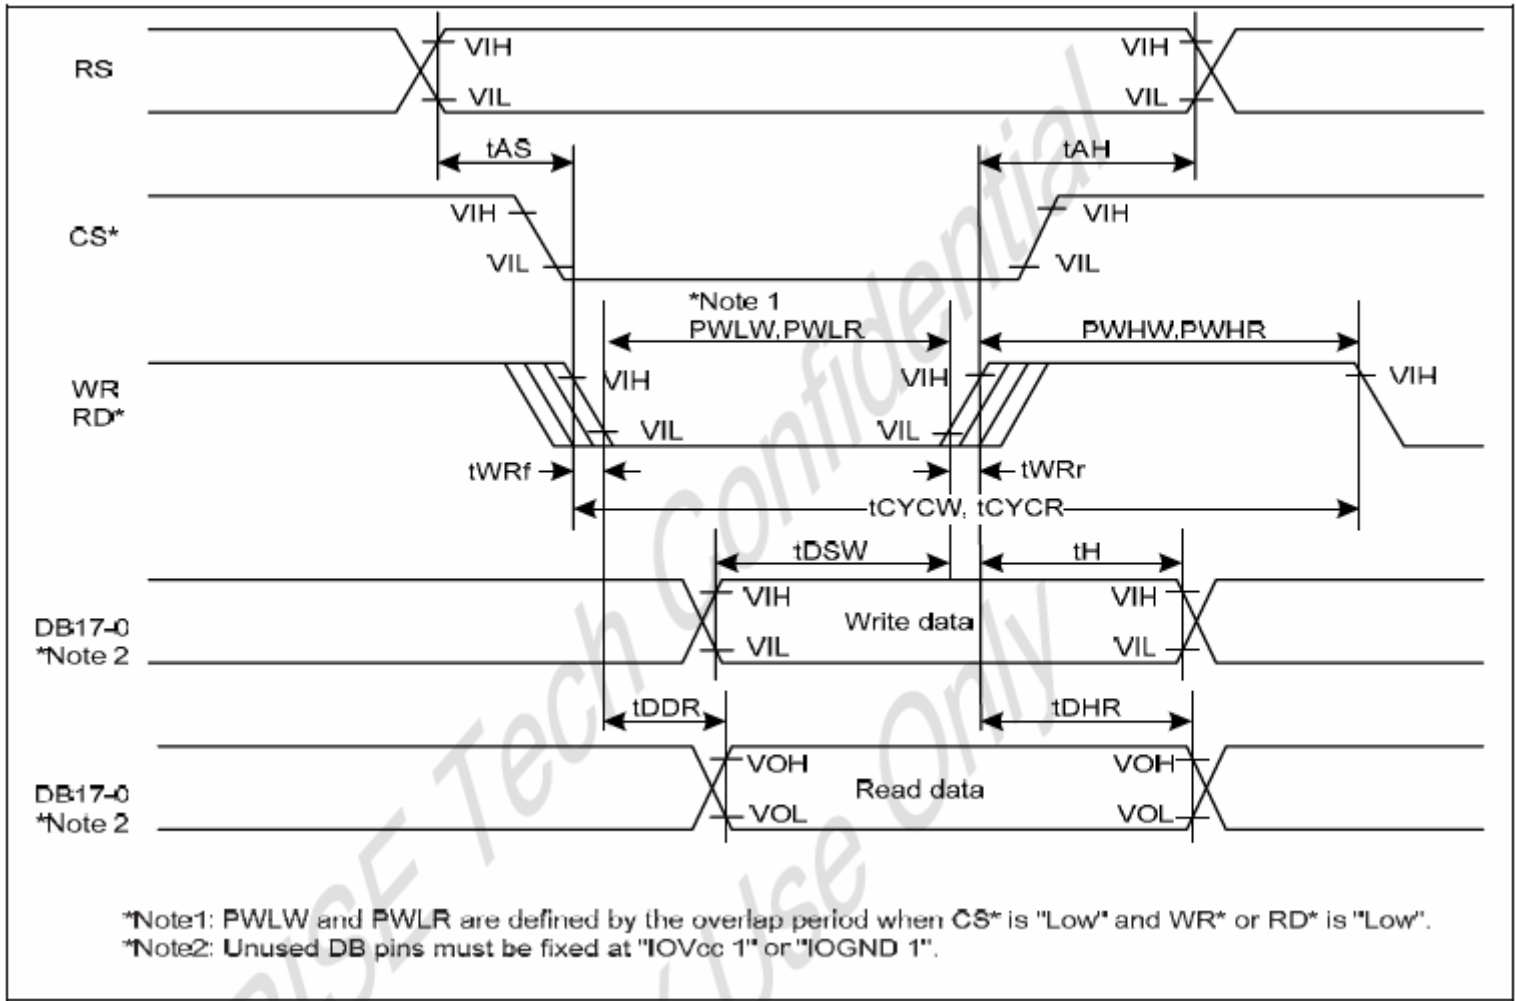 RS
VIH
VIH
VIL
VIL
tAS
tAH
CS*
VIH
VIH
VIL
VIL
*Note 1
PWLW,PWLR
PWHW,PWHR
WR
RD*
VIH
VIH
VIH
VIL
VIL
tWRf
tWRr
tCYCW, tCYCR
tDSW
tH
DB17-0
*Note 2
VIH
Write data
VIH
VIL
VIL
tDDR
tDHR
DB17-0
*Note 2
VOH
Read data
VOH
VOL
VOL
*Note1: PWLW and PWLR are defined by the overlap period when CS* is "Low" and WR* or RD* is "Low".
*Note2: Unused DB pins must be fixed at "IOVcc 1" or "IOGND 1".
RISE Tech Confidential
Use Only